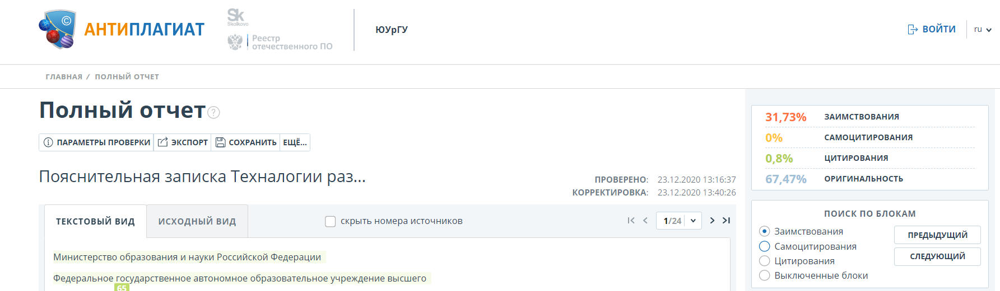 ©
АНТИПЛАГИАТ
Sk
Skolkovo
Реестр
отечественного ПО
ЮУрГУ
ВОЙТИ
ru
ГЛАВНАЯ / ПОЛНЫЙ ОТЧЕТ
Полный отчет ?
ПАРАМЕТРЫ ПРОВЕРКИ ЭКСПОРТ СОХРАНИТЬ ЕЩЁ...
Пояснительная записка Техналогии раз...
ПРОВЕРЕНО: 23.12.2020 13:16:37
КОРРЕКТИРОВКА: 23.12.2020 13:40:26
ТЕКСТОВЫЙ ВИД ИСХОДНЫЙ ВИД скрыть номера источников 1/24
Министерство образования и науки Российской Федерации
Федеральное государственное автономное образовательное учреждение высшего
65
31,73% ЗАИМСТВОВАНИЯ
0% САМОЦИТИРОВАНИЯ
0,8% ЦИТИРОВАНИЯ
67,47% ОРИГИНАЛЬНОСТЬ
ПОИСК ПО БЛОКАМ
Заимствования
Самоцитирования
Цитирования
Выключенные блоки
ПРЕДЫДУЩИЙ
СЛЕДУЮЩИЙ